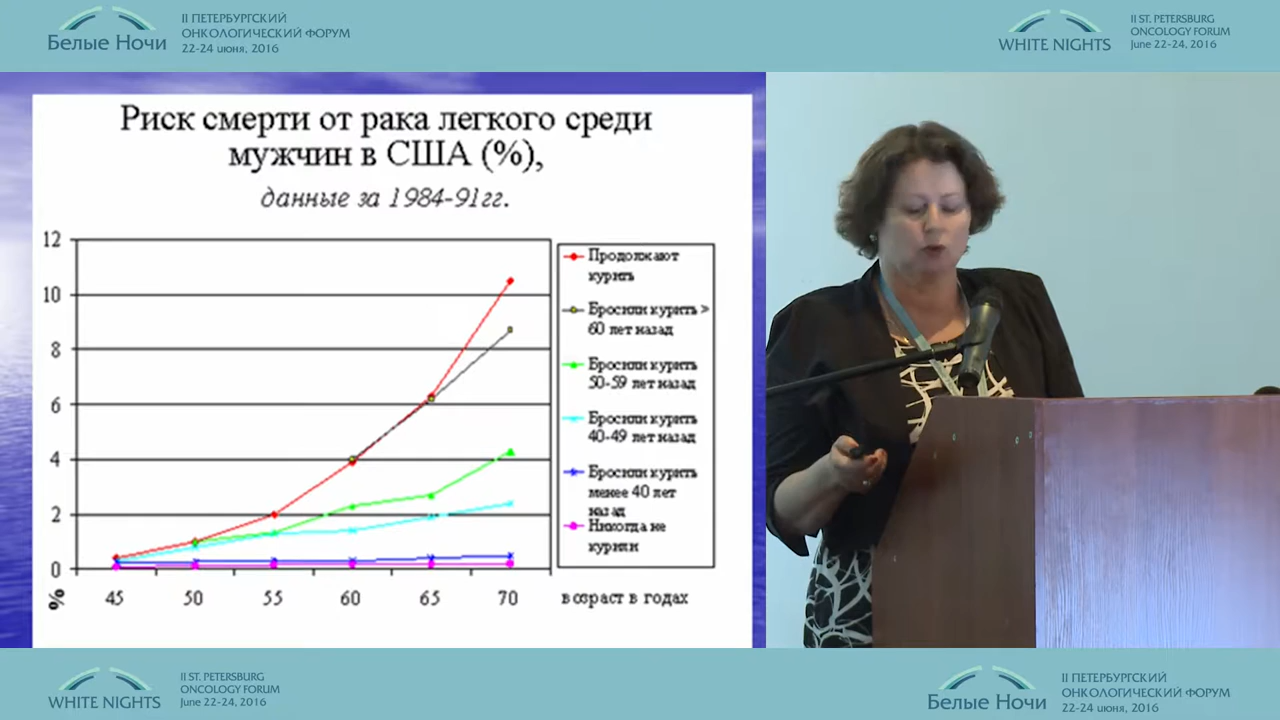 Белые Ночи
II ПЕТЕРБУРГСКИЙ
ОНКОЛОГИЧЕСКИЙ ФОРУМ
22-24 июня, 2016
WHITE NIGHTS
II ST. PETERSBURG
ONCOLOGY FORUM
June 22-24, 2016
Риск смерти от рака легкого среди
мужчин в США (%),
данные за 1984-91гг.
12
10
8
6
4
2
0
%
45 50 55 60 65 70 возраст в годах
Продолжают
курить
Бросили курить >
60 лет назад
Бросили курить
50-59 лет назад
Бросили курить
40-49 лет назад
Бросили курить
менее 40 лет
назад
Никогда не
курили
WHITE NIGHTS
II ST. PETERSBURG
ONCOLOGY FORUM
June 22-24, 2016
Белые Ночи
II ПЕТЕРБУРГСКИЙ
ОНКОЛОГИЧЕСКИЙ ФОРУМ
22-24 июня, 2016